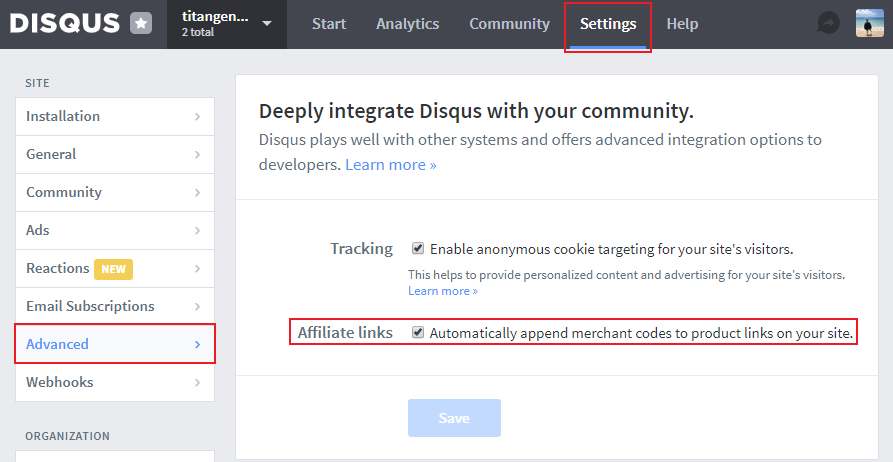 DISQUS
titangen...
2 total
Start
Analytics
Community
Settings
Help
SITE
Installation
General
Community
Ads
Reactions NEW
Email Subscriptions
Advanced
Webhooks
ORGANIZATION
Deeply integrate Disqus with your community.
Disqus plays well with other systems and offers advanced integration options to
developers. Learn more »
Tracking
Enable anonymous cookie targeting for your site's visitors.
This helps to provide personalized content and advertising for your site's visitors.
Learn more »
Affiliate links
Automatically append merchant codes to product links on your site.
Save